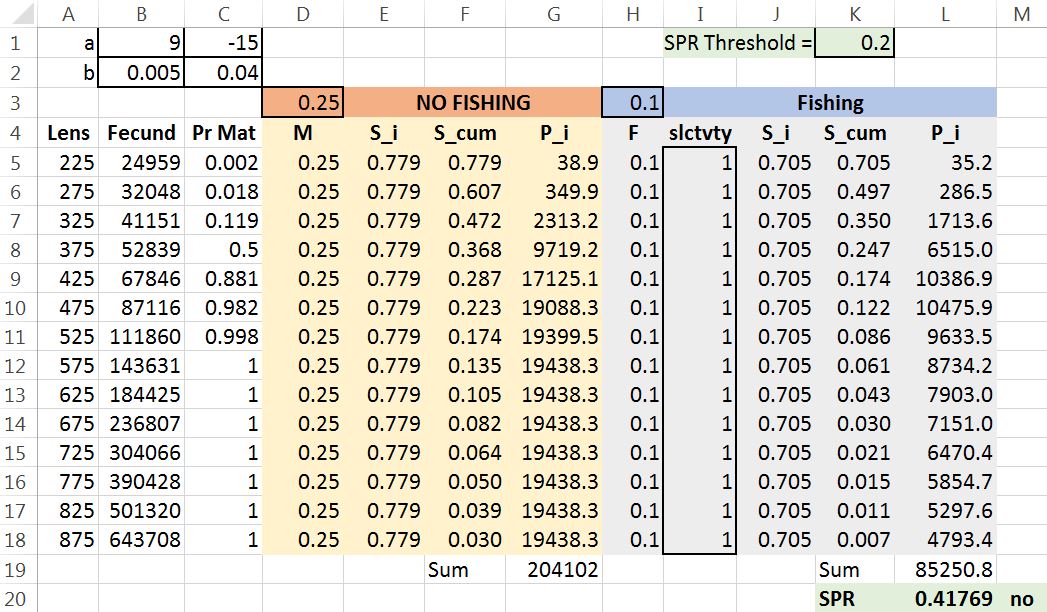 A B C D E F G H I J K L M
1 a 9 -15 SPR Threshold = 0.2
2 b 0.005 0.04
3 0.25 NO FISHING 0.1 Fishing
4 Lens Fecund Pr Mat M S_i S_cum P_i F slctvty S_i S_cum P_i
5 225 24959 0.002 0.25 0.779 0.779 38.9 0.1 1 0.705 0.705 35.2
6 275 32048 0.018 0.25 0.779 0.607 349.9 0.1 1 0.705 0.497 286.5
7 325 41151 0.119 0.25 0.779 0.472 2313.2 0.1 1 0.705 0.350 1713.6
8 375 52839 0.5 0.25 0.779 0.368 9719.2 0.1 1 0.705 0.247 6515.0
9 425 67846 0.881 0.25 0.779 0.287 17125.1 0.1 1 0.705 0.174 10386.9
10 475 87116 0.982 0.25 0.779 0.223 19088.3 0.1 1 0.705 0.122 10475.9
11 525 111860 0.998 0.25 0.779 0.174 19399.5 0.1 1 0.705 0.086 9633.5
12 575 143631 1 0.25 0.779 0.135 19438.3 0.1 1 0.705 0.061 8734.2
13 625 184425 1 0.25 0.779 0.105 19438.3 0.1 1 0.705 0.043 7903.0
14 675 236807 1 0.25 0.779 0.082 19438.3 0.1 1 0.705 0.030 7151.0
15 725 304066 1 0.25 0.779 0.064 19438.3 0.1 1 0.705 0.021 6470.4
16 775 390428 1 0.25 0.779 0.050 19438.3 0.1 1 0.705 0.015 5854.7
17 825 501320 1 0.25 0.779 0.039 19438.3 0.1 1 0.705 0.011 5297.6
18 875 643708 1 0.25 0.779 0.030 19438.3 0.1 1 0.705 0.007 4793.4
19 Sum 204102 Sum 85250.8
20 SPR 0.41769 no